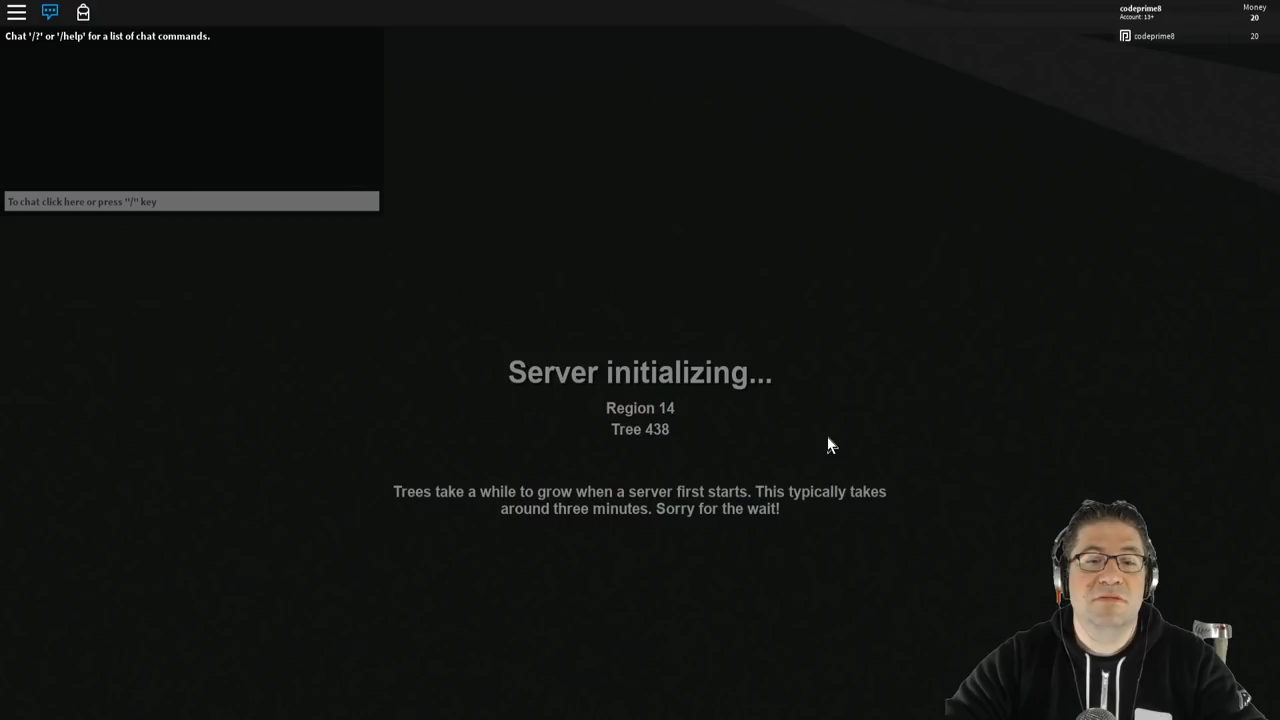 codeprime8
Account: 13+
Money
20
Chat '/?' or '/help' for a list of chat commands.
codeprime8
20
To chat click here or press "/" key
Server initializing...
Region 14
Tree 438
Trees take a while to grow when a server first starts. This typically takes
around three minutes. Sorry for the wait!